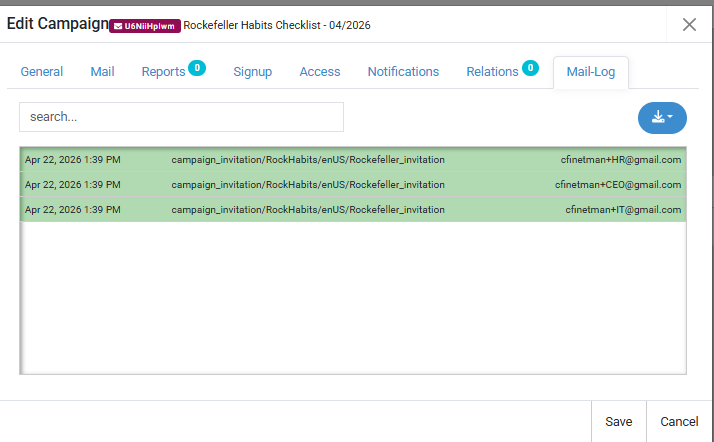 Edit Campaign U6NiiHplwm Rockefeller Habits Checklist - 04/2026
General Mail Reports 0 Signup Access Notifications Relations 0 Mail-Log
search...
Apr 22, 2026 1:39 PM campaign_invitation/RockHabits/enUS/Rockefeller_invitation cfinetman+HR@gmail.com
Apr 22, 2026 1:39 PM campaign_invitation/RockHabits/enUS/Rockefeller_invitation cfinetman+CEO@gmail.com
Apr 22, 2026 1:39 PM campaign_invitation/RockHabits/enUS/Rockefeller_invitation cfinetman+IT@gmail.com
Save Cancel